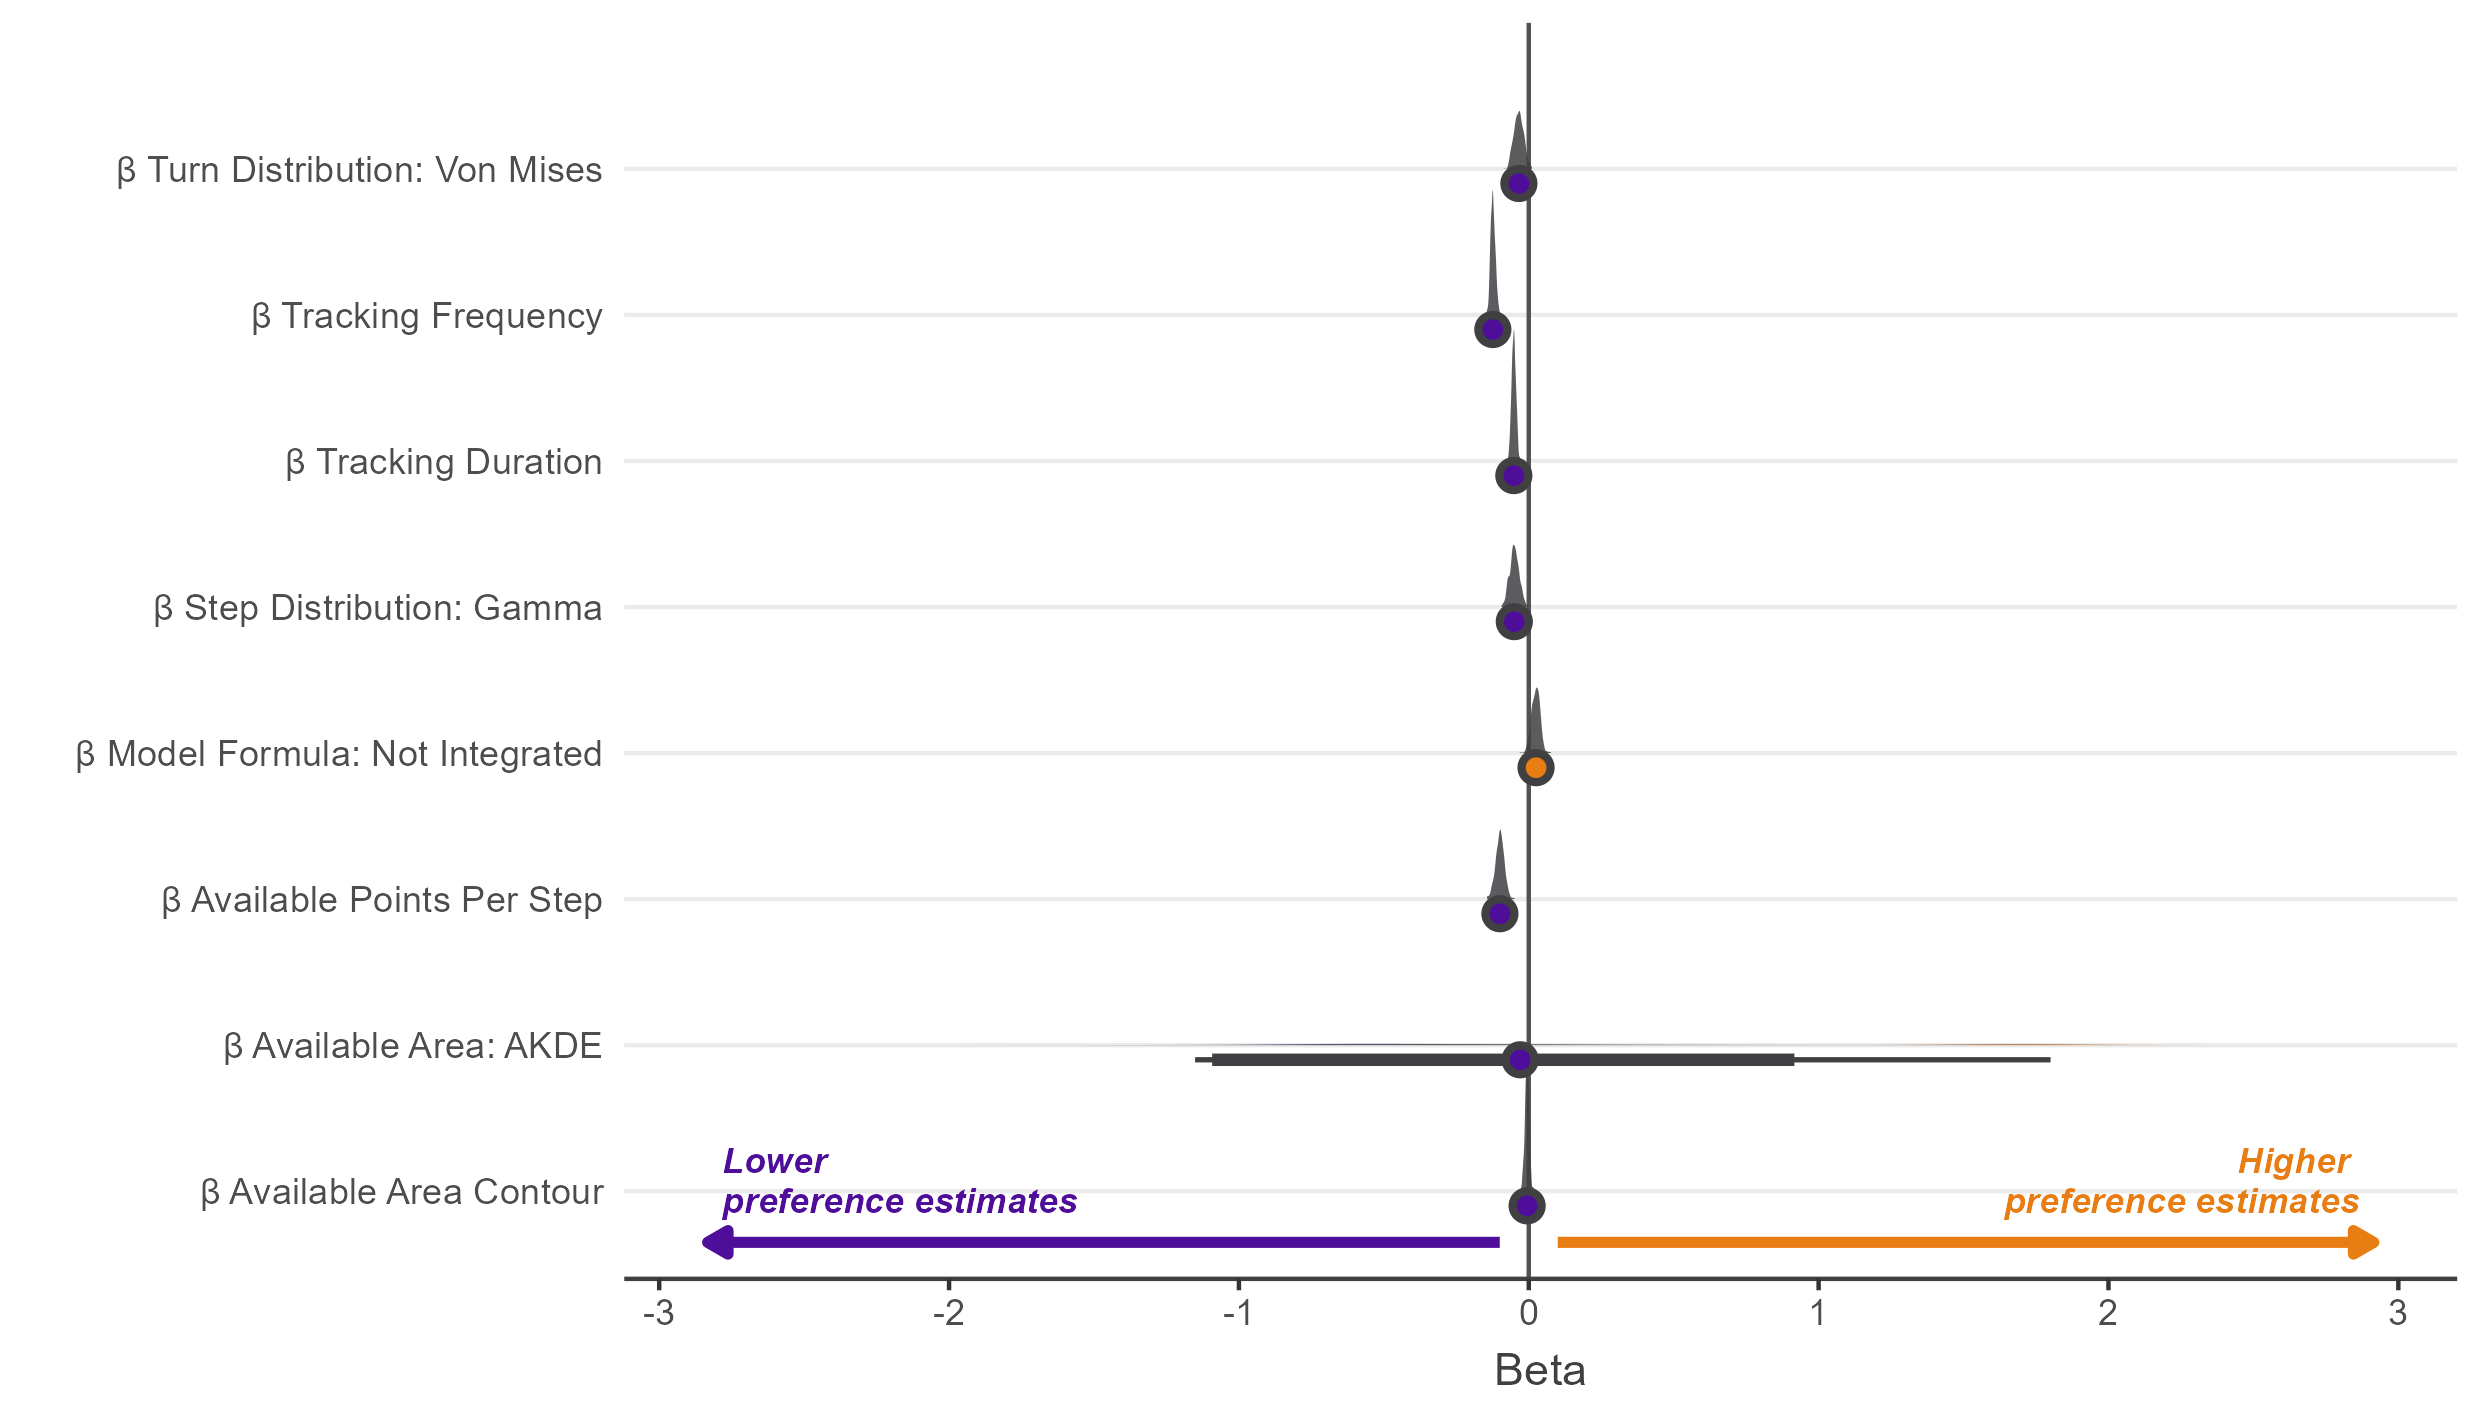 β Turn Distribution: Von Mises
β Tracking Frequency
β Tracking Duration
β Step Distribution: Gamma
β Model Formula: Not Integrated
β Available Points Per Step
β Available Area: AKDE
β Available Area Contour
Lower
preference estimates
Higher
preference estimates
-3 -2 -1 0 1 2 3
Beta